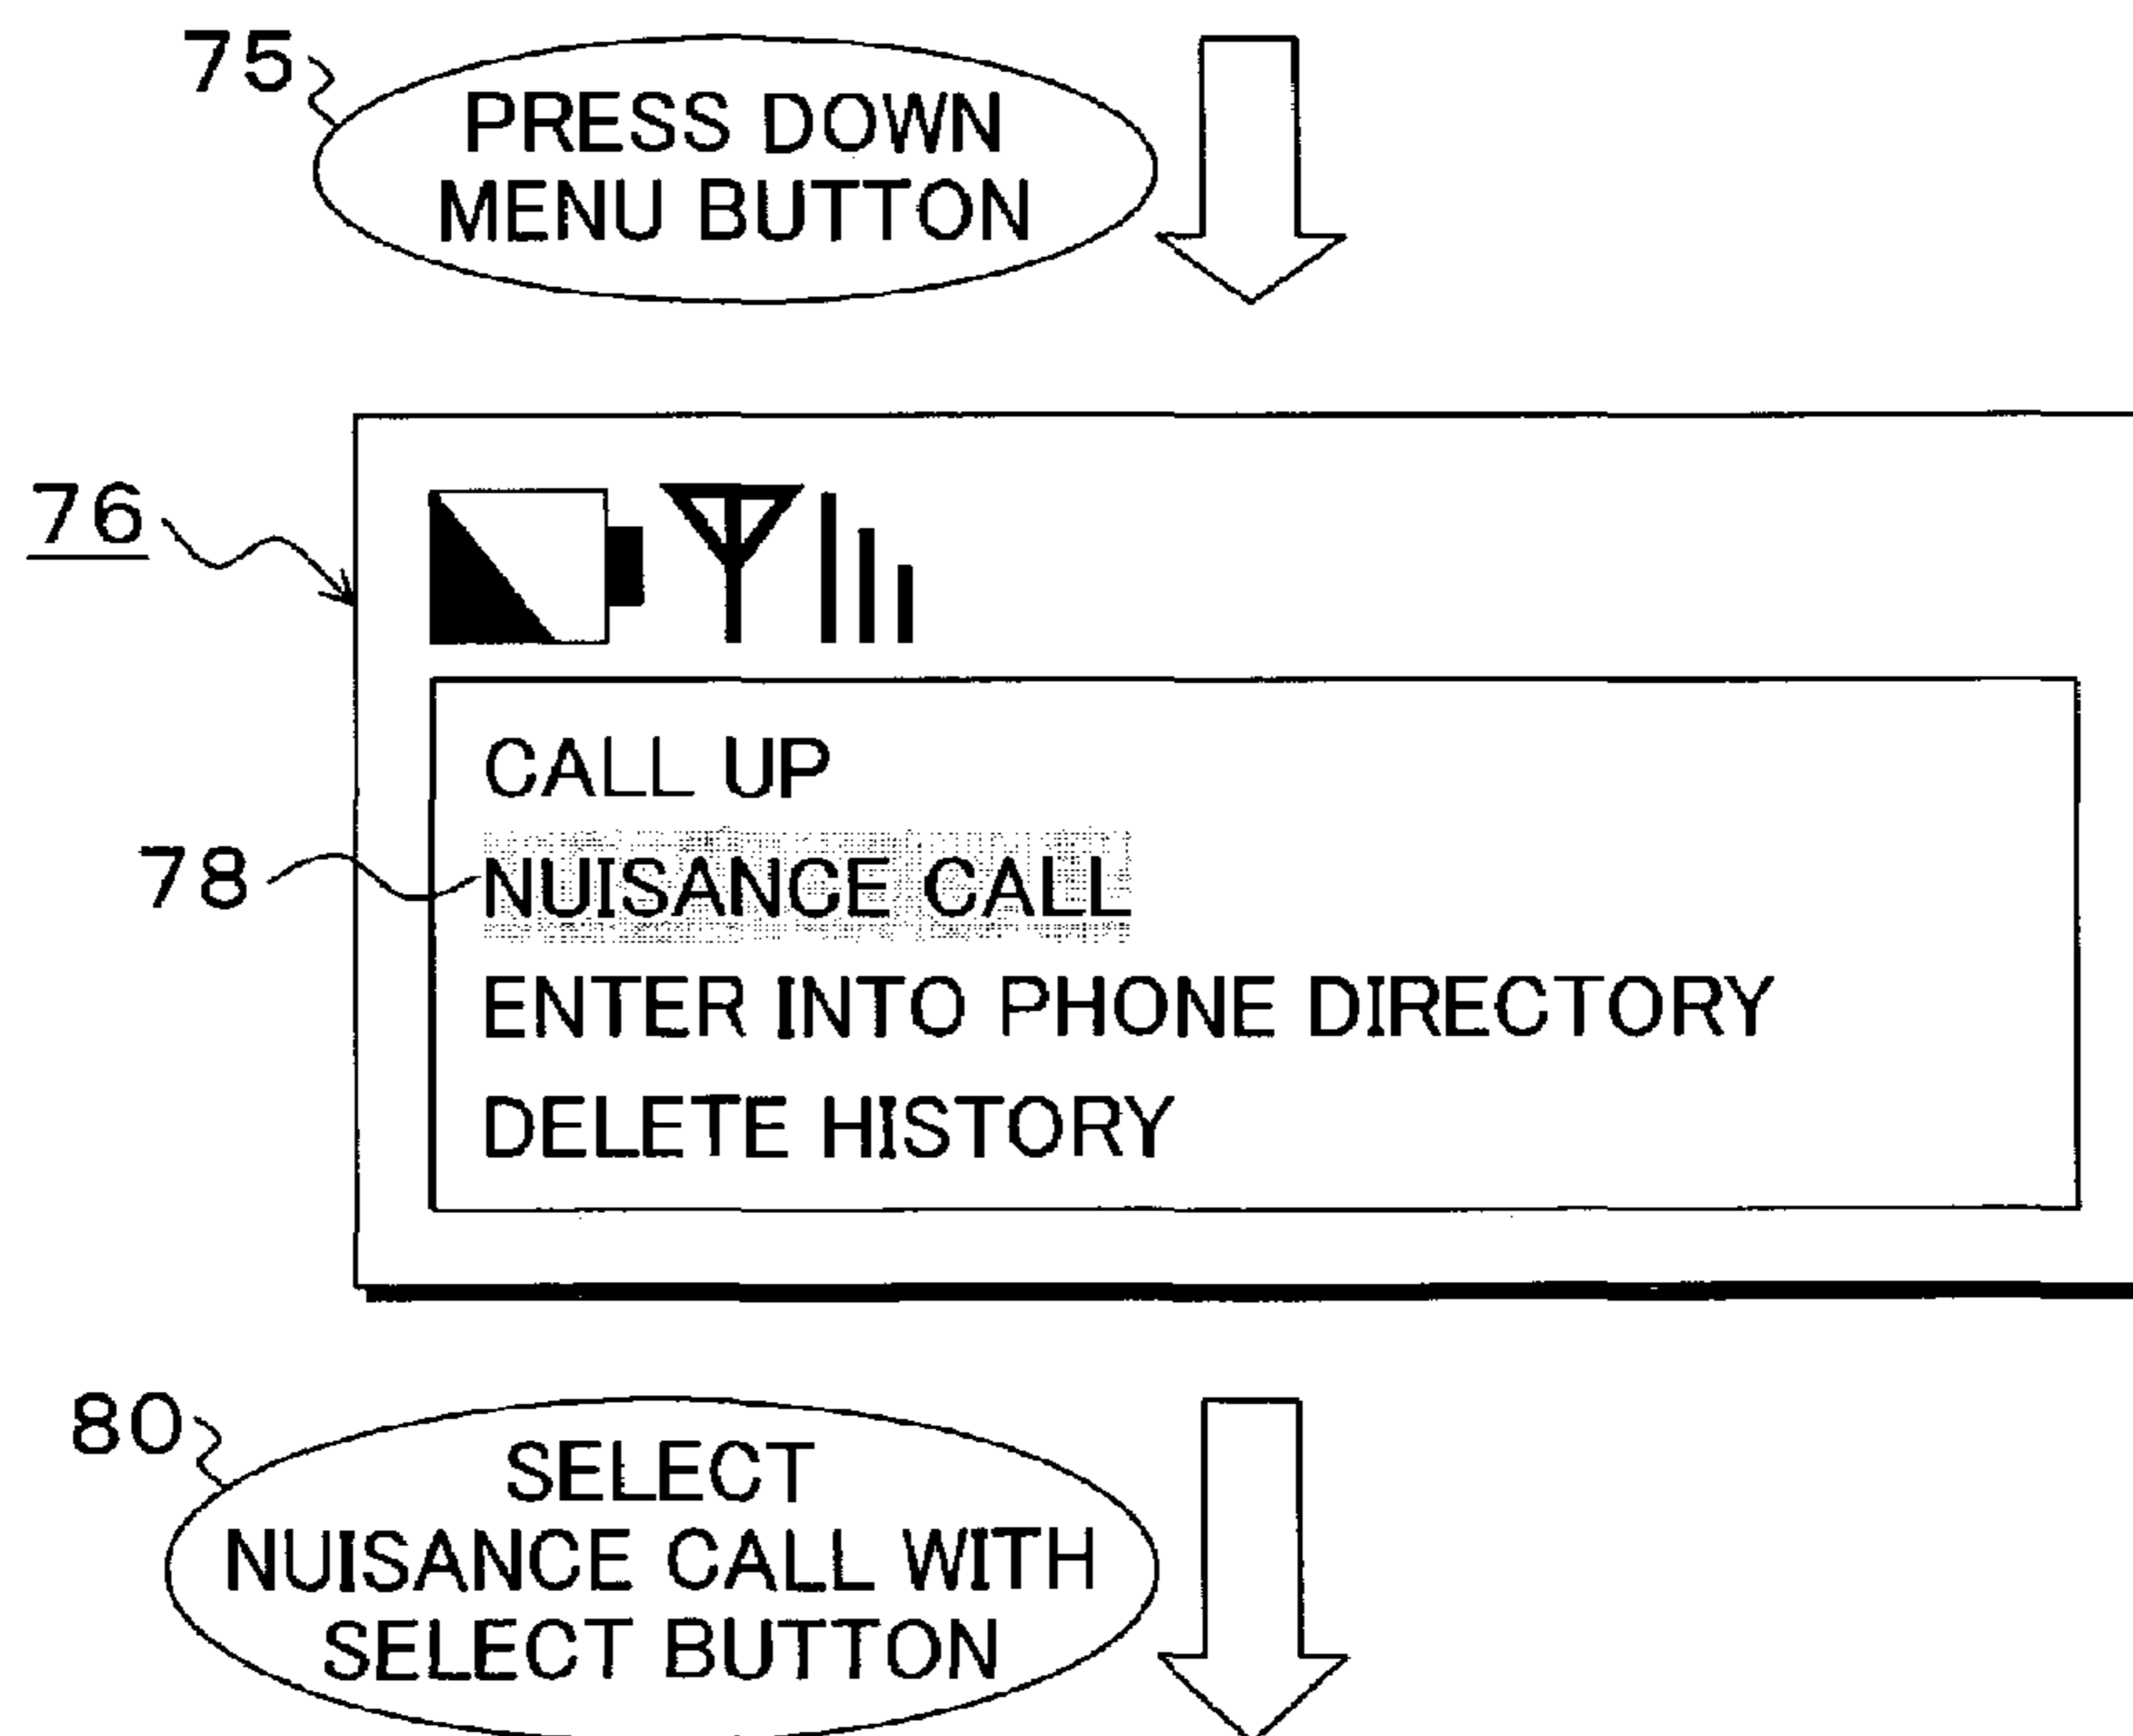 75
PRESS DOWN
MENU BUTTON
76
CALL UP
78
NUISANCE CALL
ENTER INTO PHONE DIRECTORY
DELETE HISTORY
80
SELECT
NUISANCE CALL WITH
SELECT BUTTON